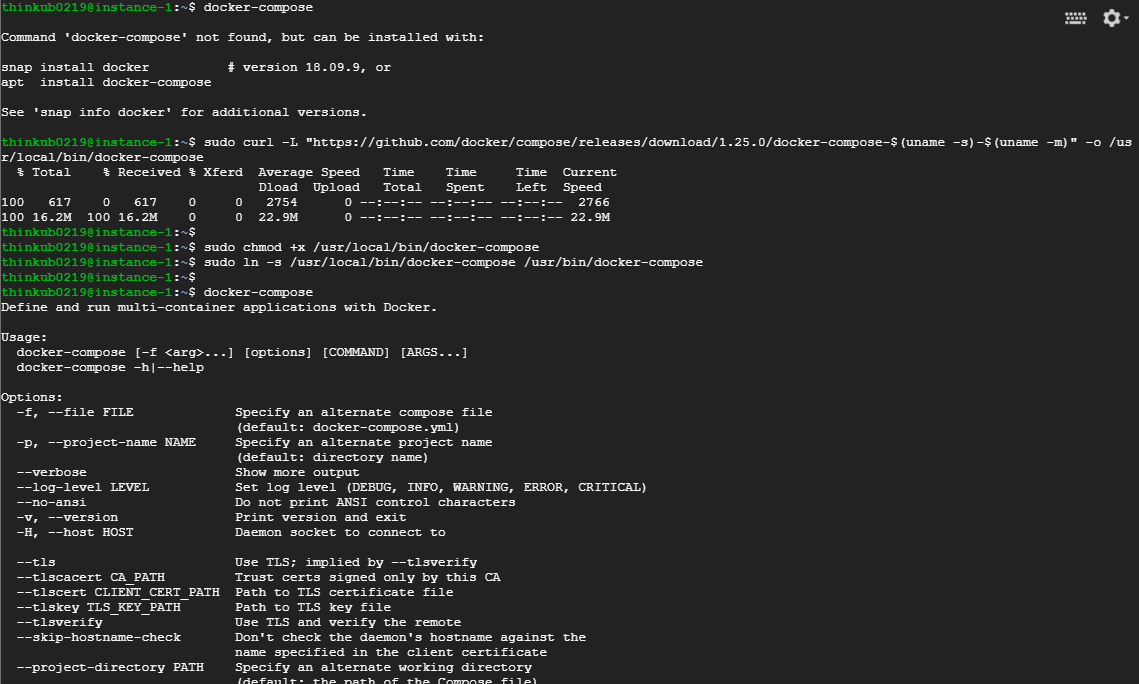 thinkub0219@instance-1:~$ docker-compose
Command 'docker-compose' not found, but can be installed with:
snap install docker          # version 18.09.9, or
apt  install docker-compose
See 'snap info docker' for additional versions.
thinkub0219@instance-1:~$ sudo curl -L "https://github.com/docker/compose/releases/download/1.25.0/docker-compose-$(uname -s)-$(uname -m)" -o /us
r/local/bin/docker-compose
  % Total    % Received % Xferd  Average Speed   Time    Time     Time  Current
                                 Dload  Upload   Total   Spent    Left  Speed
100   617    0   617    0     0   2754      0 --:--:-- --:--:-- --:--:--  2766
100 16.2M  100 16.2M    0     0  22.9M      0 --:--:-- --:--:-- --:--:-- 22.9M
thinkub0219@instance-1:~$
thinkub0219@instance-1:~$ sudo chmod +x /usr/local/bin/docker-compose
thinkub0219@instance-1:~$ sudo ln -s /usr/local/bin/docker-compose /usr/bin/docker-compose
thinkub0219@instance-1:~$
thinkub0219@instance-1:~$ docker-compose
Define and run multi-container applications with Docker.
Usage:
  docker-compose [-f <arg>...] [options] [COMMAND] [ARGS...]
  docker-compose -h|--help
Options:
  -f, --file FILE             Specify an alternate compose file
                              (default: docker-compose.yml)
  -p, --project-name NAME     Specify an alternate project name
                              (default: directory name)
  --verbose                   Show more output
  --log-level LEVEL           Set log level (DEBUG, INFO, WARNING, ERROR, CRITICAL)
  --no-ansi                   Do not print ANSI control characters
  -v, --version               Print version and exit
  -H, --host HOST             Daemon socket to connect to
  --tls                       Use TLS; implied by --tlsverify
  --tlscacert CA_PATH         Trust certs signed only by this CA
  --tlscert CLIENT_CERT_PATH  Path to TLS certificate file
  --tlskey TLS_KEY_PATH       Path to TLS key file
  --tlsverify                 Use TLS and verify the remote
  --skip-hostname-check       Don't check the daemon's hostname against the
                              name specified in the client certificate
  --project-directory PATH    Specify an alternate working directory
                              (default: the path of the Compose file)